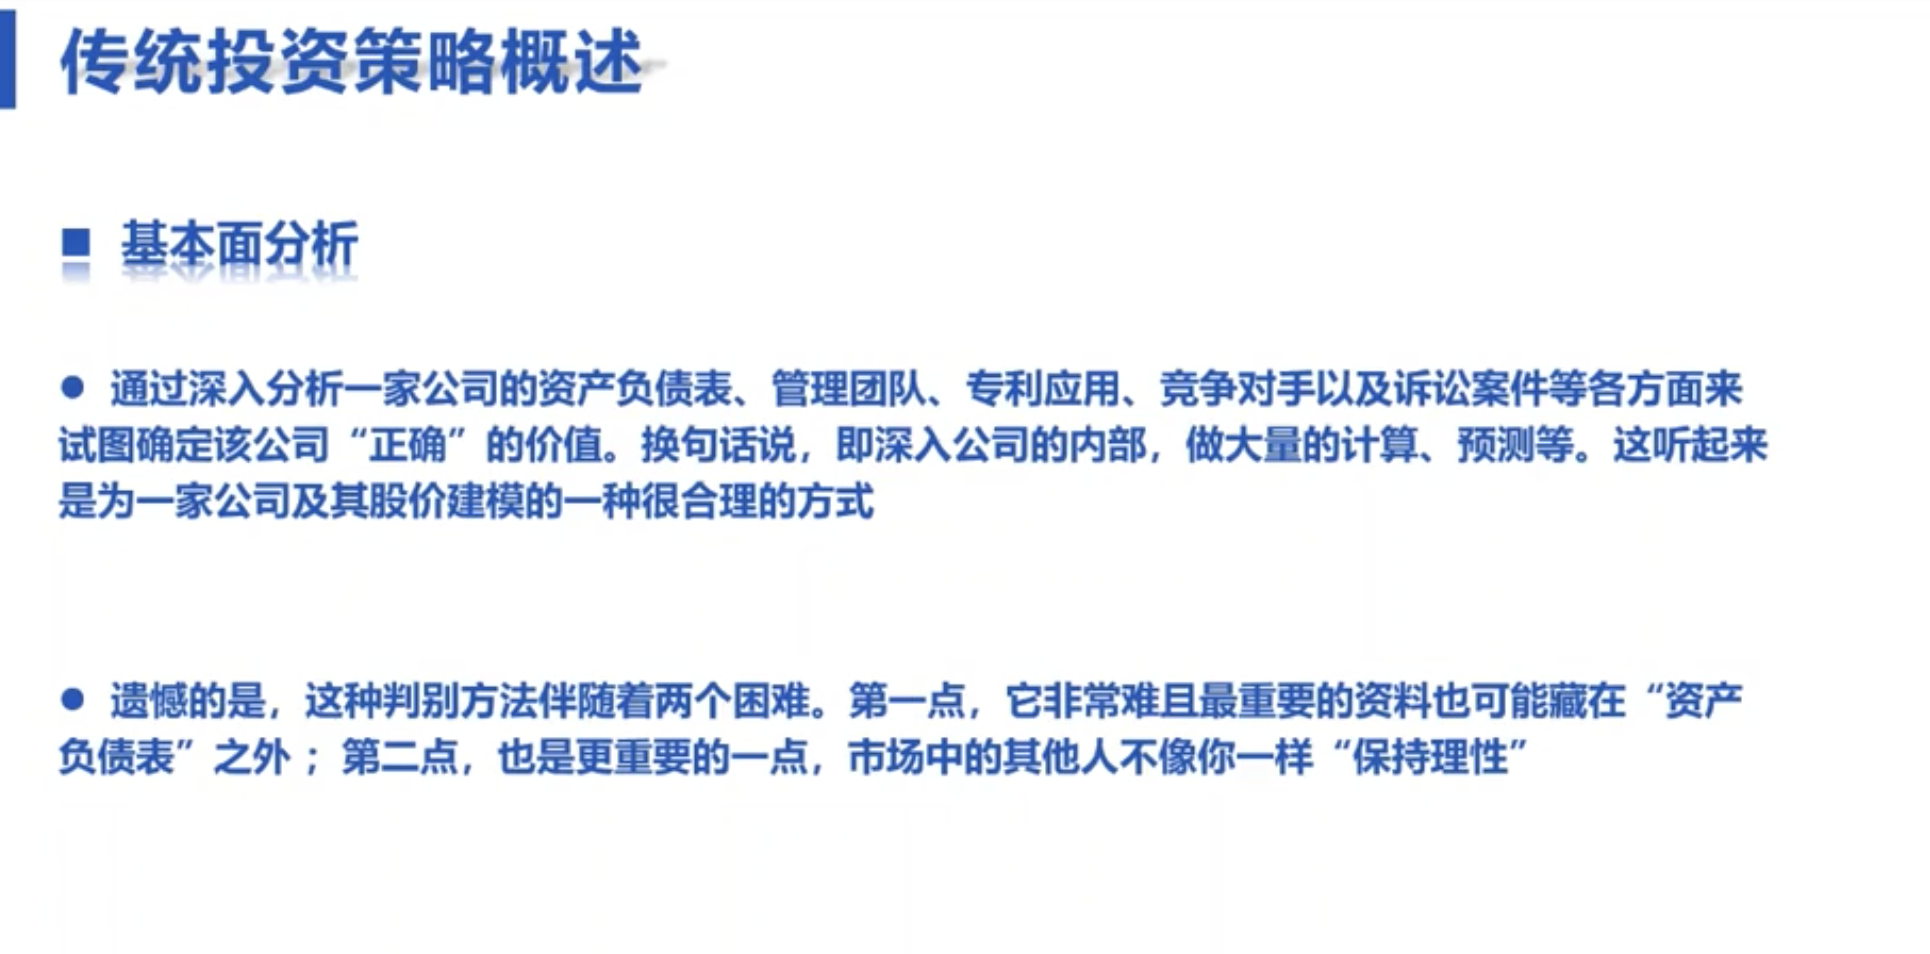 传统投资策略概述
■ 基本面分析
● 通过深入分析一家公司的资产负债表、管理团队、专利应用、竞争对手以及诉讼案件等各方面来
试图确定该公司“正确”的价值。换句话说，即深入公司的内部，做大量的计算、预测等。这听起来
是为一家公司及其股价建模的一种很合理的方式
● 遗憾的是，这种判别方法伴随着两个困难。第一点，它非常难且最重要的资料也可能藏在“资产
负债表”之外；第二点，也是更重要的一点，市场中的其他人不像你一样“保持理性”